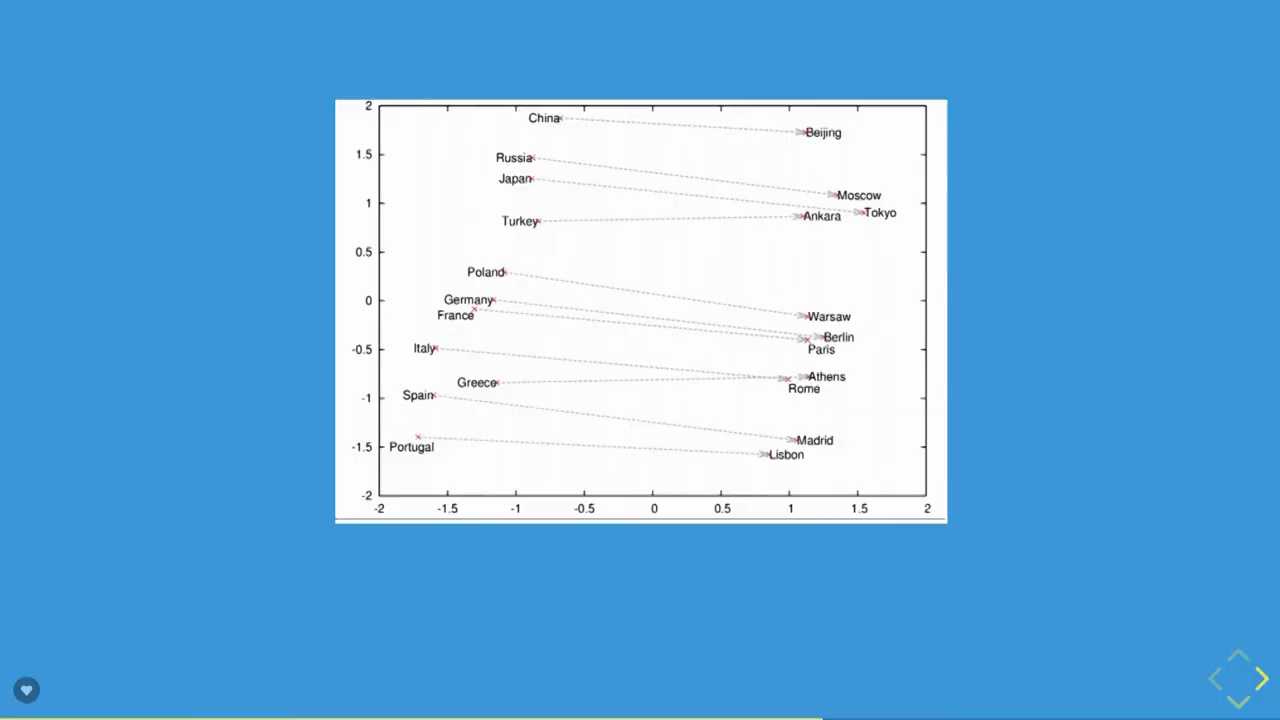 2
China
Beijing
1.5
Russia
Japan
Moscow
1
Turkey
Ankara
Tokyo
0.5
Poland
0
Germany
France
Warsaw
Berlin
-0.5
Italy
Paris
Greece
Athens
Rome
-1
Spain
Madrid
-1.5
Portugal
Lisbon
-2
-2 -1.5 -1 -0.5 0 0.5 1 1.5 2